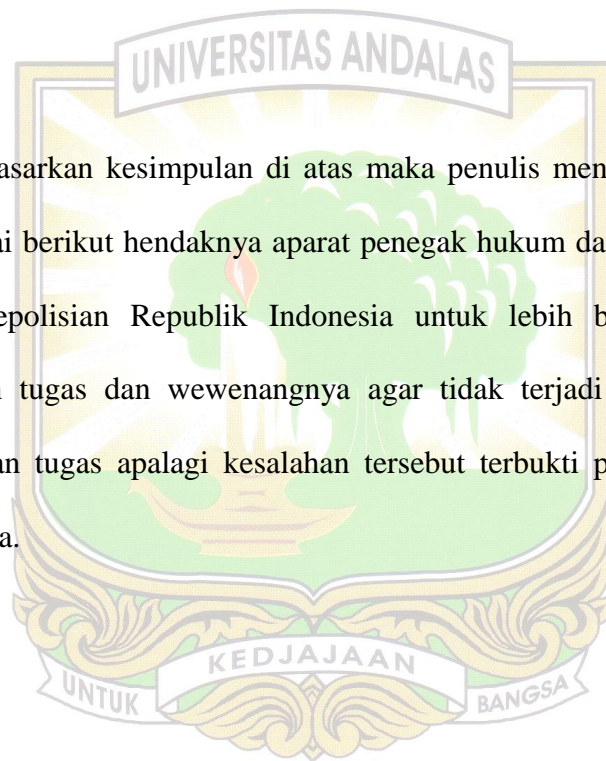 UNIVERSITAS ANDALAS
asarkan kesimpulan di atas maka penulis men
ai berikut hendaknya aparat penegak hukum da
epolisian Republik Indonesia untuk lebih b
n tugas dan wewenangnya agar tidak terjadi
an tugas apalagi kesalahan tersebut terbukti p
a.
UNTUK KEDJAJAAN BANGSA